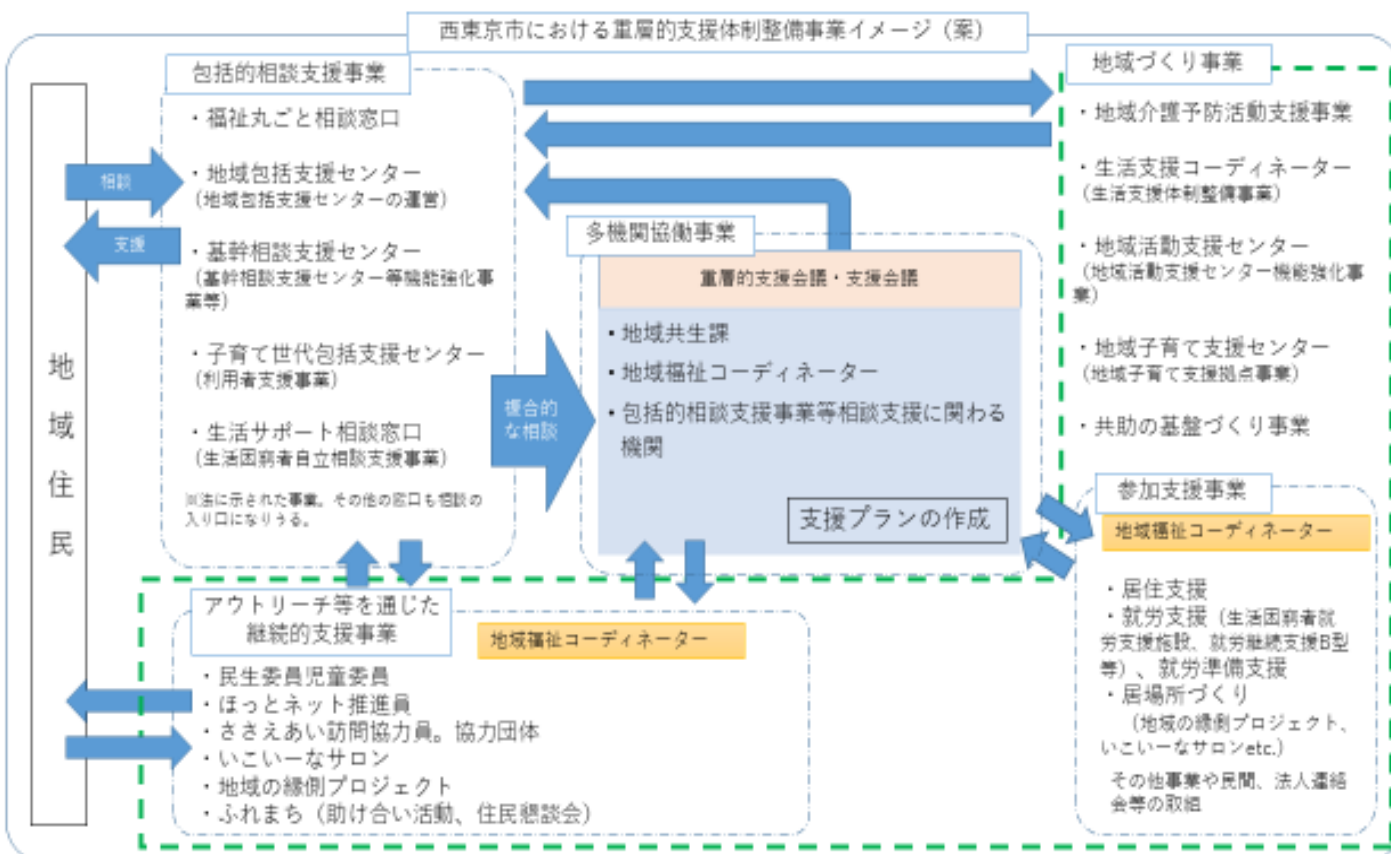 西東京市における重層的支援体制整備事業イメージ（案）
地域住民
相談
支援
包括的相談支援事業
・福祉丸ごと相談窓口
・地域包括支援センター
（地域包括支援センターの運営）
・基幹相談支援センター
（基幹相談支援センター等機能強化事
業等）
・子育て世代包括支援センター
（利用者支援事業）
・生活サポート相談窓口
（生活困窮者自立相談支援事業）
※法に示された事業。その他の窓口も相談の
入り口になりうる。
複合的
な相談
多機関協働事業
重層的支援会議・支援会議
・地域共生課
・地域福祉コーディネーター
・包括的相談支援事業等相談支援に関わる
機関
支援プランの作成
地域づくり事業
・地域介護予防活動支援事業
・生活支援コーディネーター
（生活支援体制整備事業）
・地域活動支援センター
（地域活動支援センター機能強化事
業）
・地域子育て支援センター
（地域子育て支援拠点事業）
・共助の基盤づくり事業
参加支援事業
地域福祉コーディネーター
・居住支援
・就労支援（生活困窮者就
労支援施設、就労継続支援B型
等）、就労準備支援
・居場所づくり
（地域の縁側プロジェクト、
いこいーなサロンetc.）
その他事業や民間、法人連絡
会等の取組
アウトリーチ等を通じた
継続的支援事業
地域福祉コーディネーター
・民生委員児童委員
・ほっとネット推進員
・ささえあい訪問協力員。協力団体
・いこいーなサロン
・地域の縁側プロジェクト
・ふれまち（助け合い活動、住民懇談会）